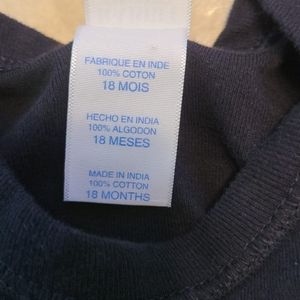 FABRIQUE EN INDE
100% COTON
18 MOIS
HECHO EN INDIA
100% ALGODON
18 MESES
MADE IN INDIA
100% COTTON
18 MONTHS